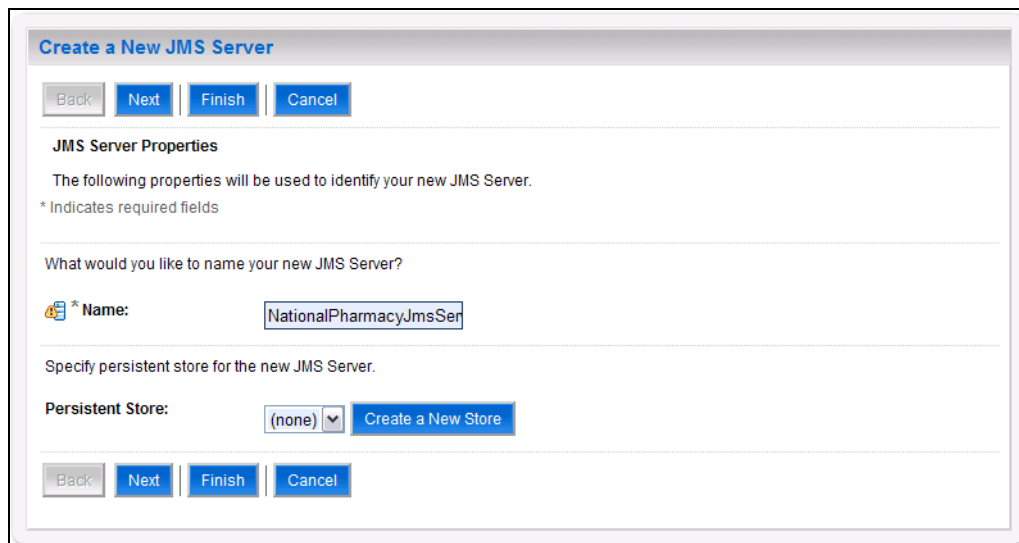 Create a New JMS Server
Back Next Finish Cancel
JMS Server Properties
The following properties will be used to identify your new JMS Server.
* Indicates required fields
What would you like to name your new JMS Server?
* Name: NationalPharmacyJmsSer
Specify persistent store for the new JMS Server.
Persistent Store: (none) Create a New Store
Back Next Finish Cancel